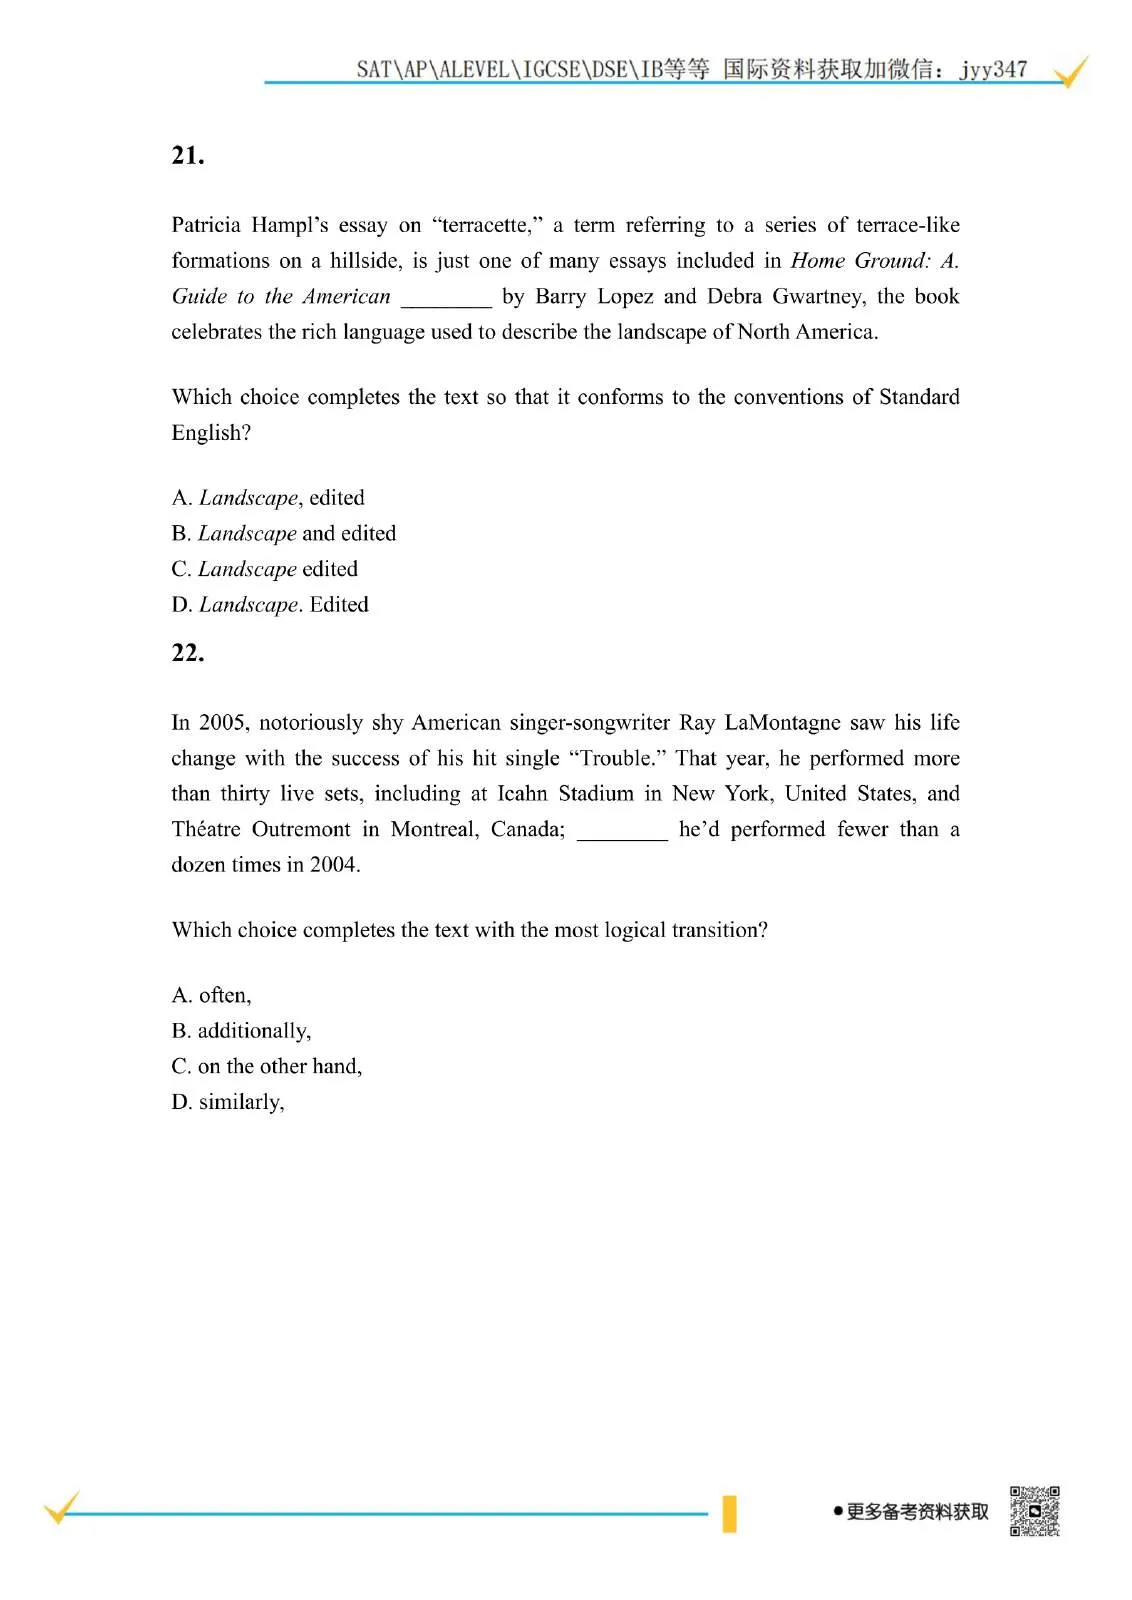 SAT\AP\ALEVEL\IGCSE\DSE\IB等等 国际资料获取加微信：jyy347
21.
Patricia Hampl’s essay on “terracette,” a term referring to a series of terrace-like
formations on a hillside, is just one of many essays included in Home Ground: A.
Guide to the American ________ by Barry Lopez and Debra Gwartney, the book
celebrates the rich language used to describe the landscape of North America.
Which choice completes the text so that it conforms to the conventions of Standard
English?
A. Landscape, edited
B. Landscape and edited
C. Landscape edited
D. Landscape. Edited
22.
In 2005, notoriously shy American singer-songwriter Ray LaMontagne saw his life
change with the success of his hit single “Trouble.” That year, he performed more
than thirty live sets, including at Icahn Stadium in New York, United States, and
Théatre Outremont in Montreal, Canada; ________ he’d performed fewer than a
dozen times in 2004.
Which choice completes the text with the most logical transition?
A. often,
B. additionally,
C. on the other hand,
D. similarly,
●更多备考资料获取